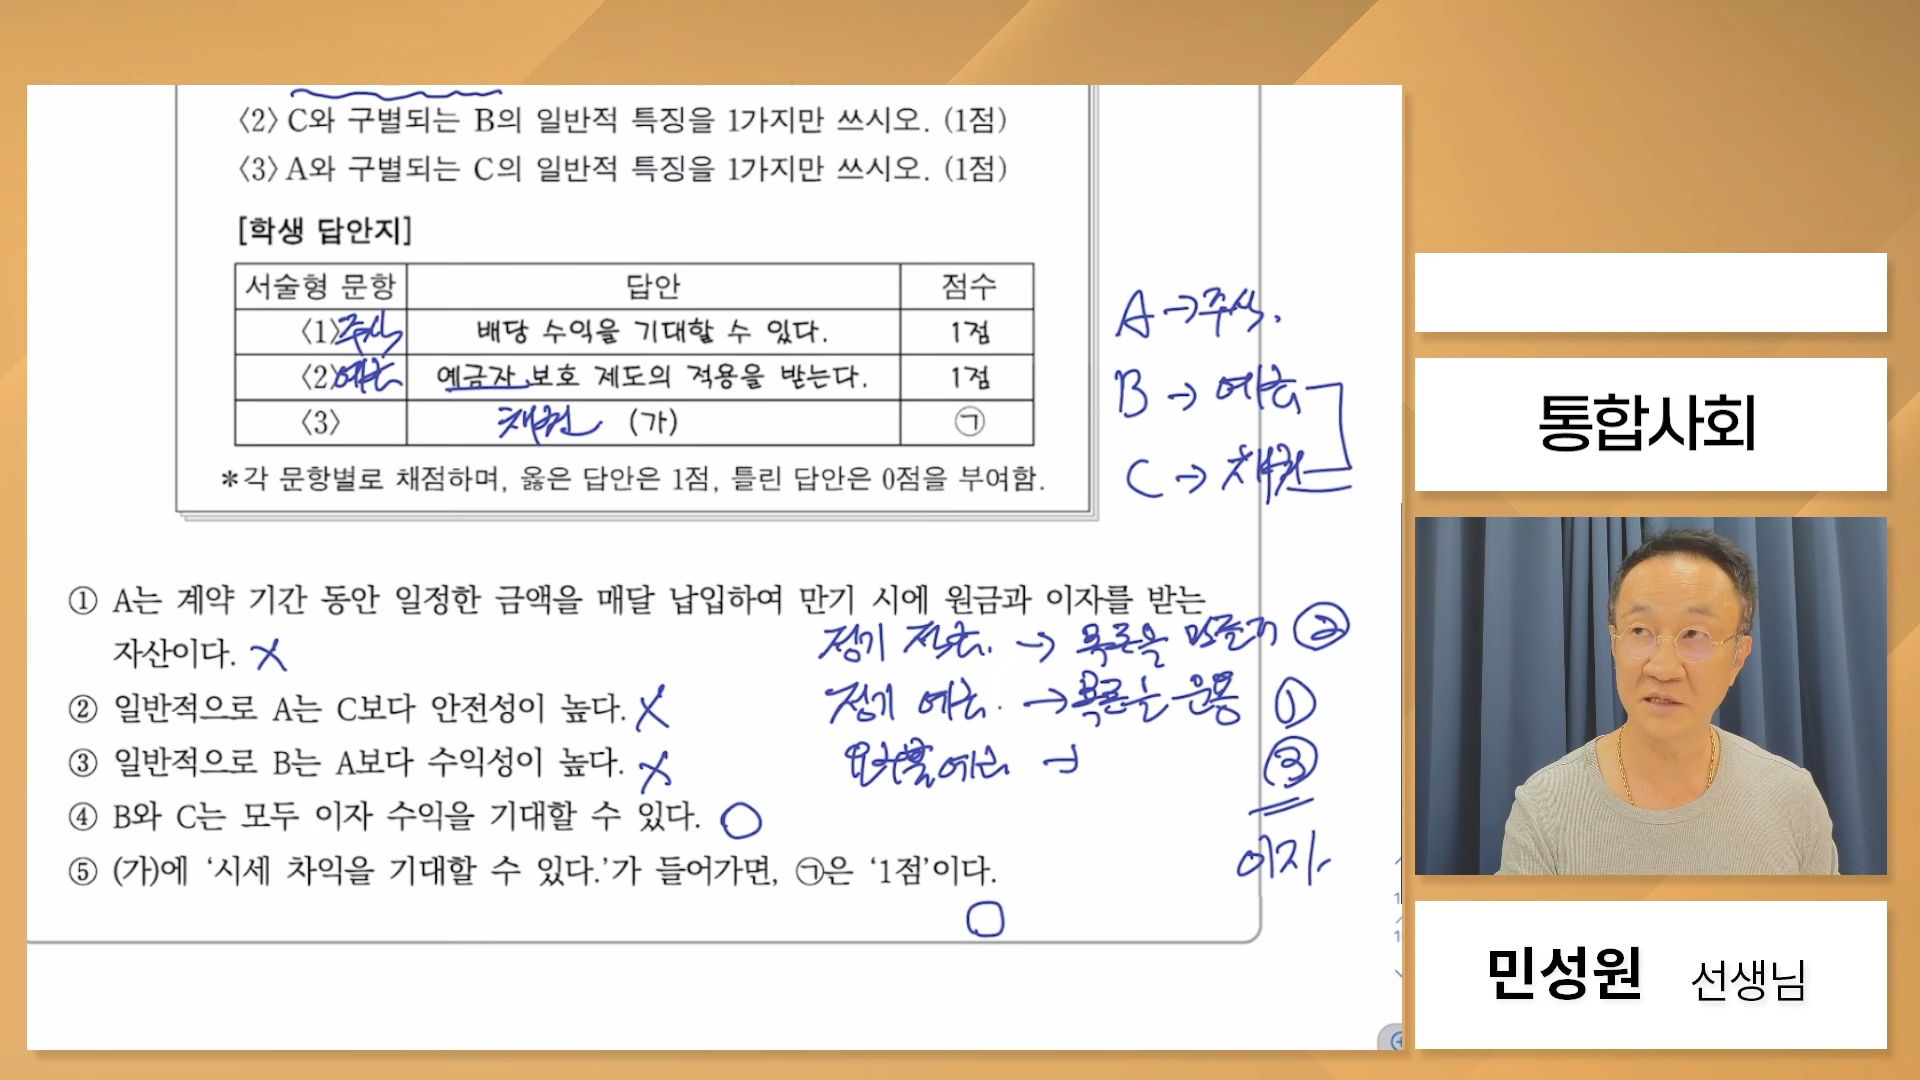 〈2〉 C와 구별되는 B의 일반적 특징을 1가지만 쓰시오. (1점)
〈3〉 A와 구별되는 C의 일반적 특징을 1가지만 쓰시오. (1점)
[학생 답안지]
서술형 문항 답안 점수
〈1〉 주식 배당 수익을 기대할 수 있다. 1점
〈2〉 예금 예금자 보호 제도의 적용을 받는다. 1점
〈3〉 채권 (가) ㉠
*각 문항별로 채점하며, 옳은 답안은 1점, 틀린 답안은 0점을 부여함.
A → 주식.
B → 예금
C → 채권
① A는 계약 기간 동안 일정한 금액을 매달 납입하여 만기 시에 원금과 이자를 받는
자산이다. X
정기 적금. → 목돈을 만든다 ②
② 일반적으로 A는 C보다 안전성이 높다. X
정기 예금. → 목돈을 운용 ①
③ 일반적으로 B는 A보다 수익성이 높다. X
요구불예금 → ③
④ B와 C는 모두 이자 수익을 기대할 수 있다. O
이자.
⑤ (가)에 '시세 차익을 기대할 수 있다.'가 들어가면, ㉠은 '1점'이다.
O
통합사회
민성원 선생님